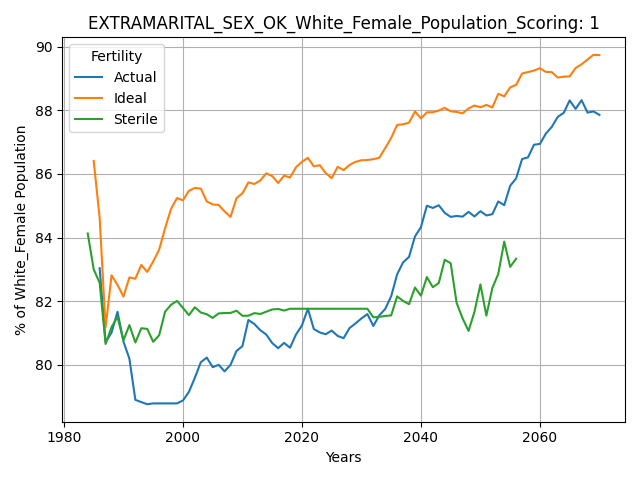 EXTRAMARITAL_SEX_OK_White_Female_Population_Scoring: 1
Fertility
Actual
Ideal
Sterile
% of White_Female Population
90
88
86
84
82
80
1980
2000
2020
2040
2060
Years